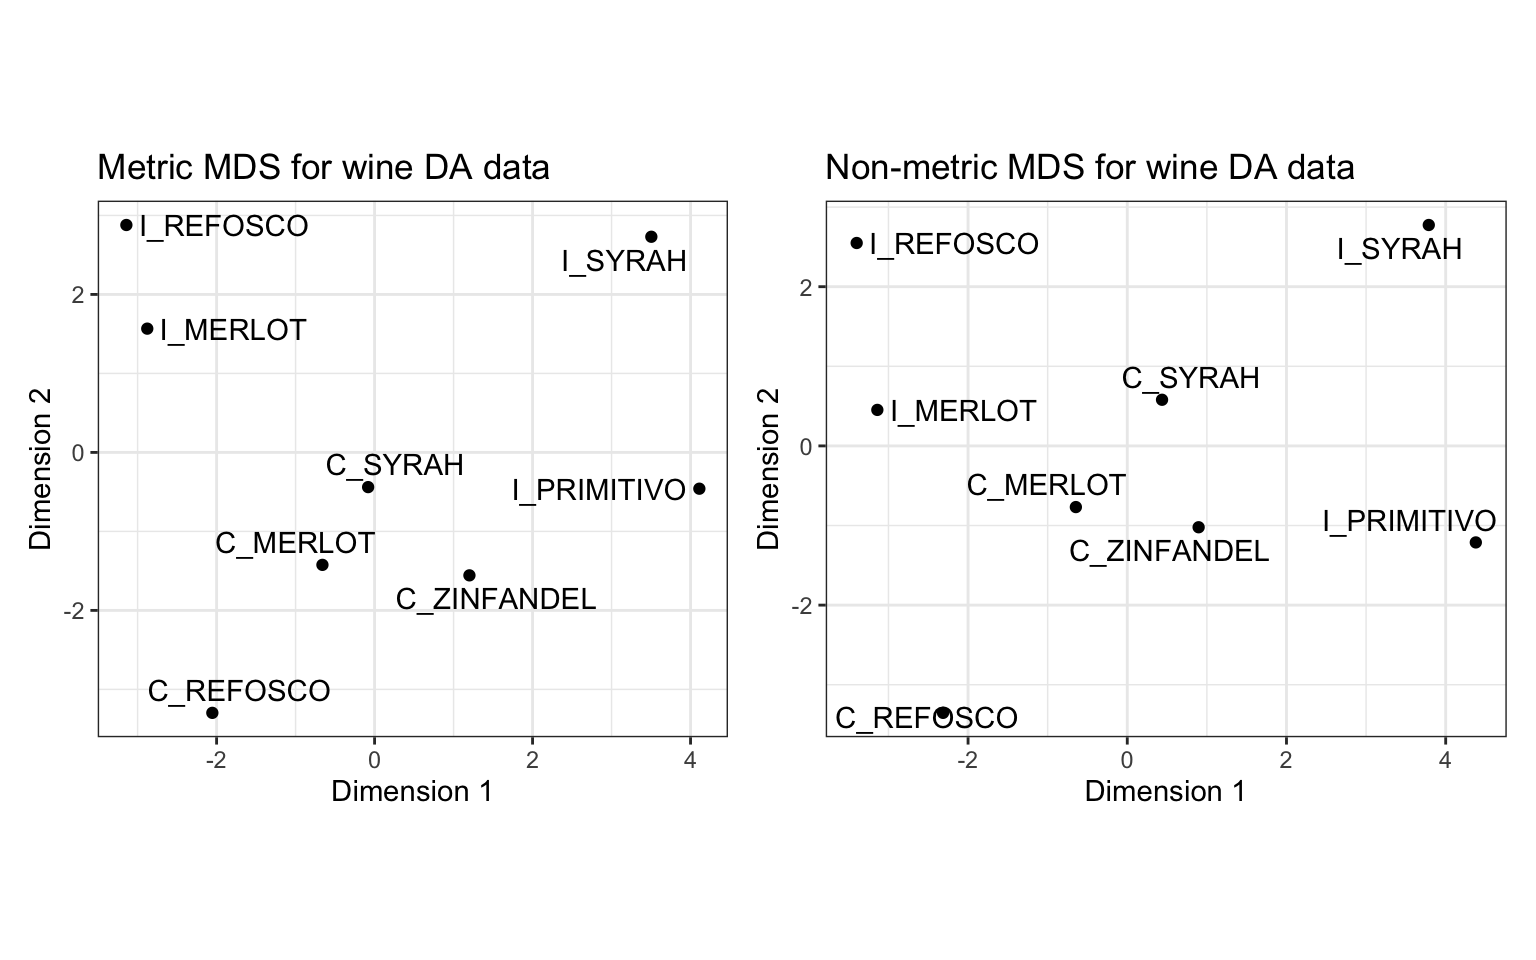 Metric MDS for wine DA data
I_REFOSCO
I_SYRAH
2
I_MERLOT
Dimension 2
0
C_SYRAH
I_PRIMITIVO
C_MERLOT
C_ZINFANDEL
-2
C_REFOSCO
-2 0 2 4
Dimension 1
Non-metric MDS for wine DA data
I_REFOSCO
I_SYRAH
2
C_SYRAH
I_MERLOT
Dimension 2
0
C_MERLOT
I_PRIMITIVO
C_ZINFANDEL
-2
C_REFOSCO
-2 0 2 4
Dimension 1